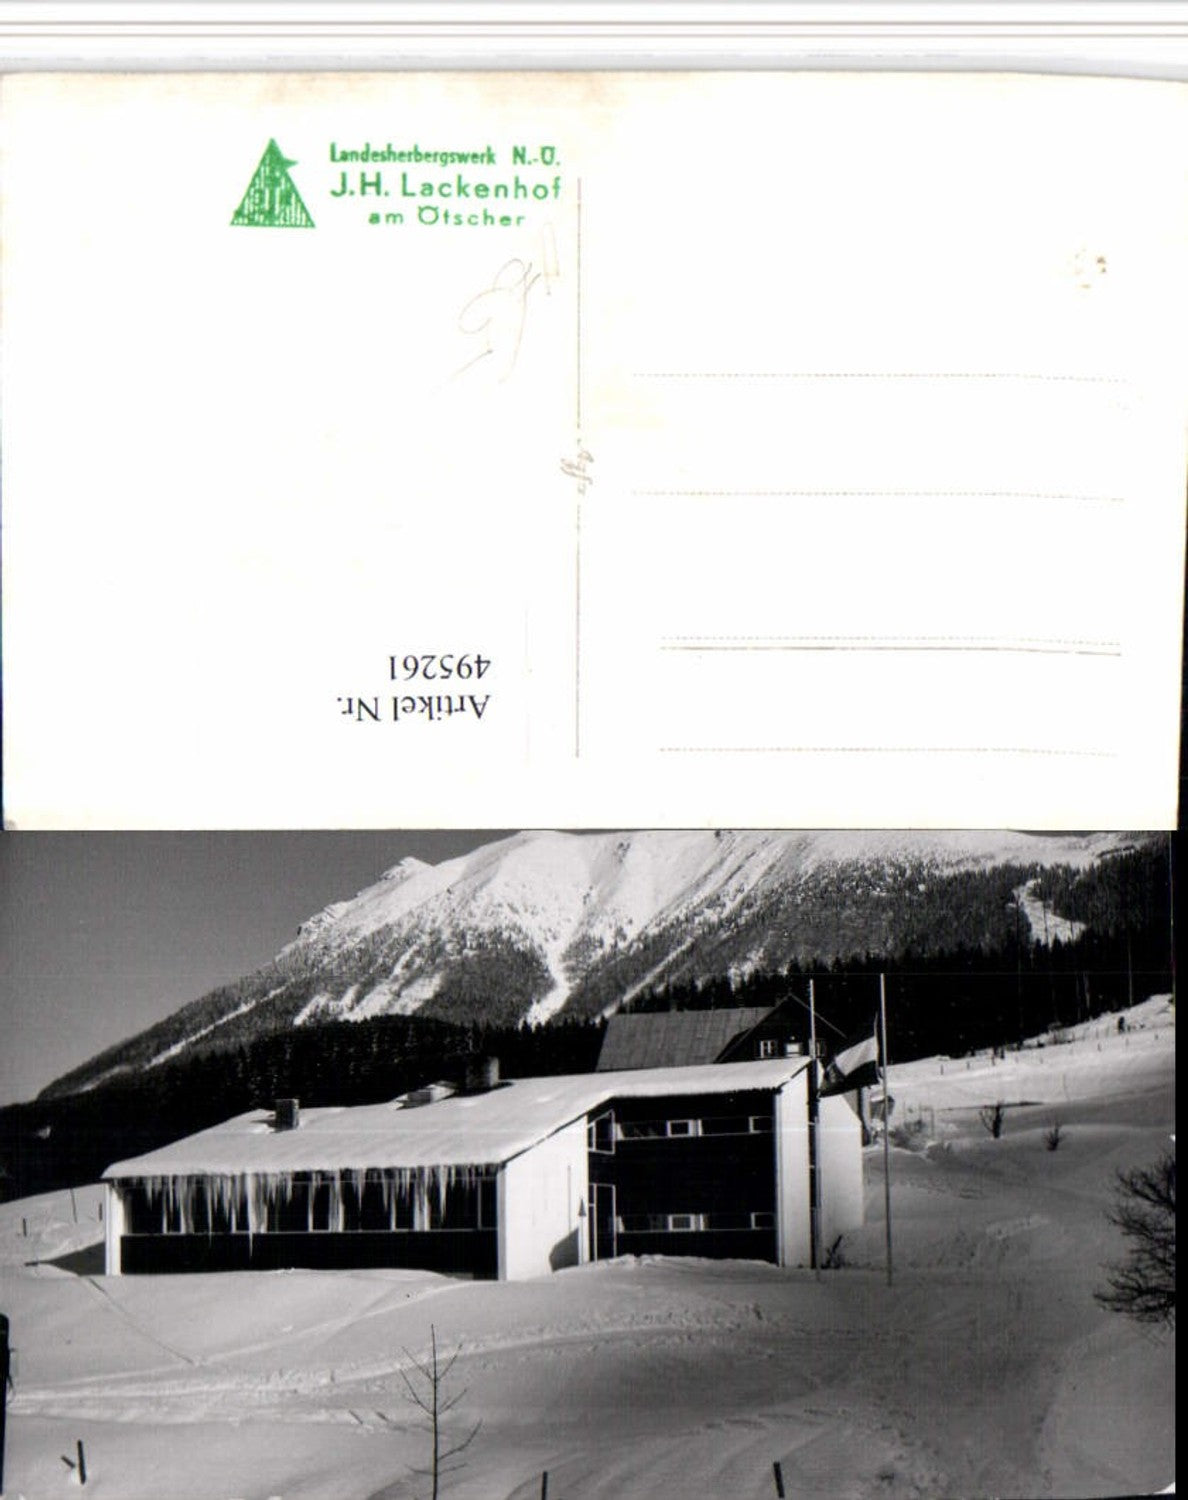 Landesherbergswerk N.-Ö.
J.H. Lackenhof
am Ötscher
Artikel Nr.
495261